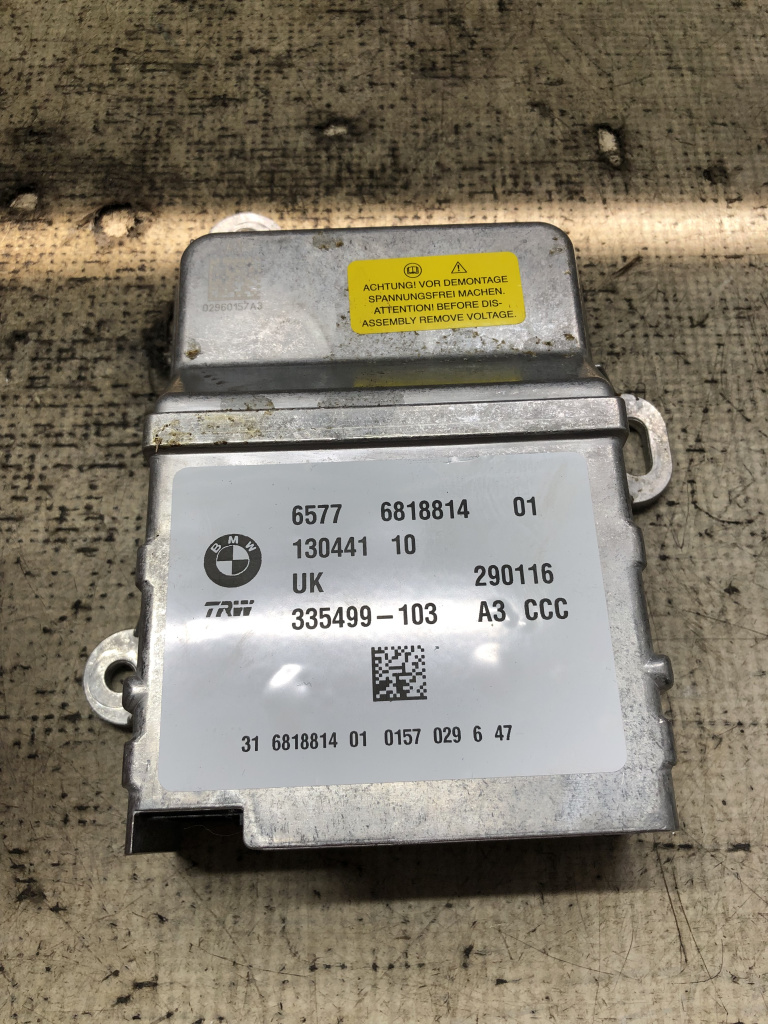 02960157A3
ACHTUNG! VOR DEMONTAGE
SPANNUNGSFREI MACHEN.
ATTENTION! BEFORE DIS-
ASSEMBLY REMOVE VOLTAGE.
6577 6818814 01
BMW
130441 10
UK 290116
TRW
335499-103 A3 CCC
31 6818814 01 0157 029 6 47